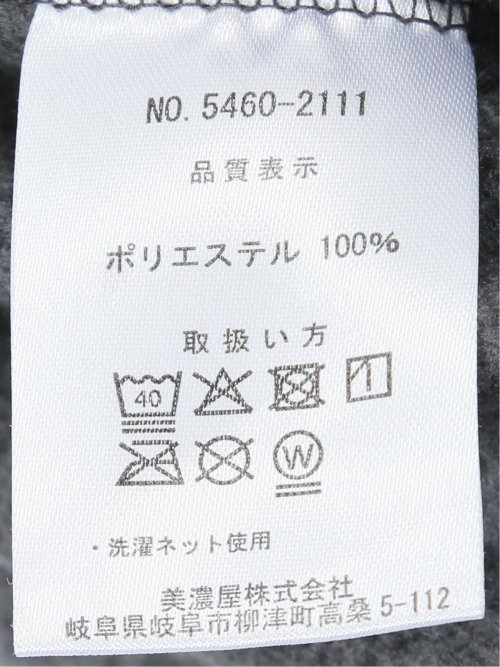 NO. 5460-2111
品質表示
ポリエステル 100%
取扱い方
40
W
・洗濯ネット使用
美濃屋株式会社
岐阜県岐阜市柳津町高桑5-112